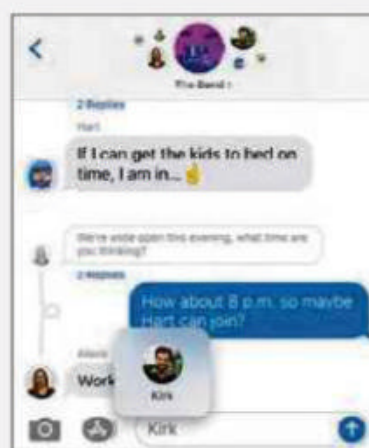 The Band
2 Replies
Hart
If I can get the kids to bed on
time, I am in...🤞
We're wide open this evening, what time are
you thinking?
2 Replies
How about 8 p.m. so maybe
Hart can join?
Alexis
Work
Kirk
Kirk